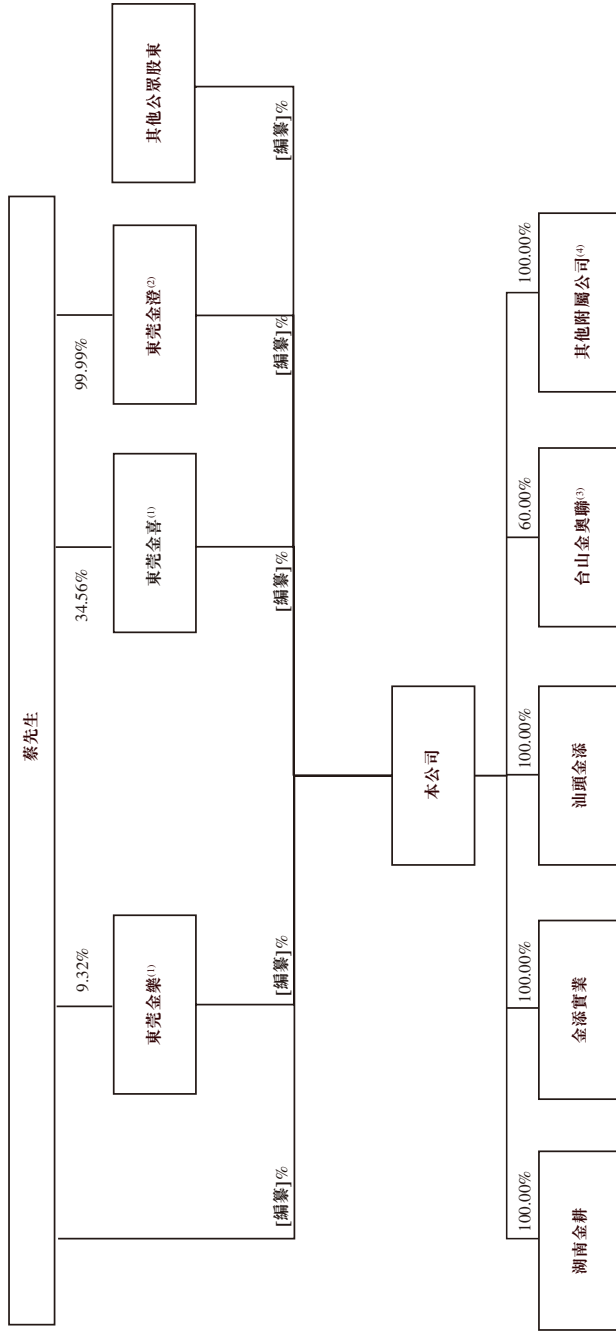 蔡先生
9.32%
34.56%
99.99%
東莞金樂(1)
東莞金喜(1)
東莞金澄(2)
其他公眾股東
[編纂]%
[編纂]%
[編纂]%
[編纂]%
[編纂]%
本公司
100.00%
100.00%
100.00%
60.00%
100.00%
湖南金耕
金添實業
汕頭金添
台山金奧聯(3)
其他附屬公司(4)